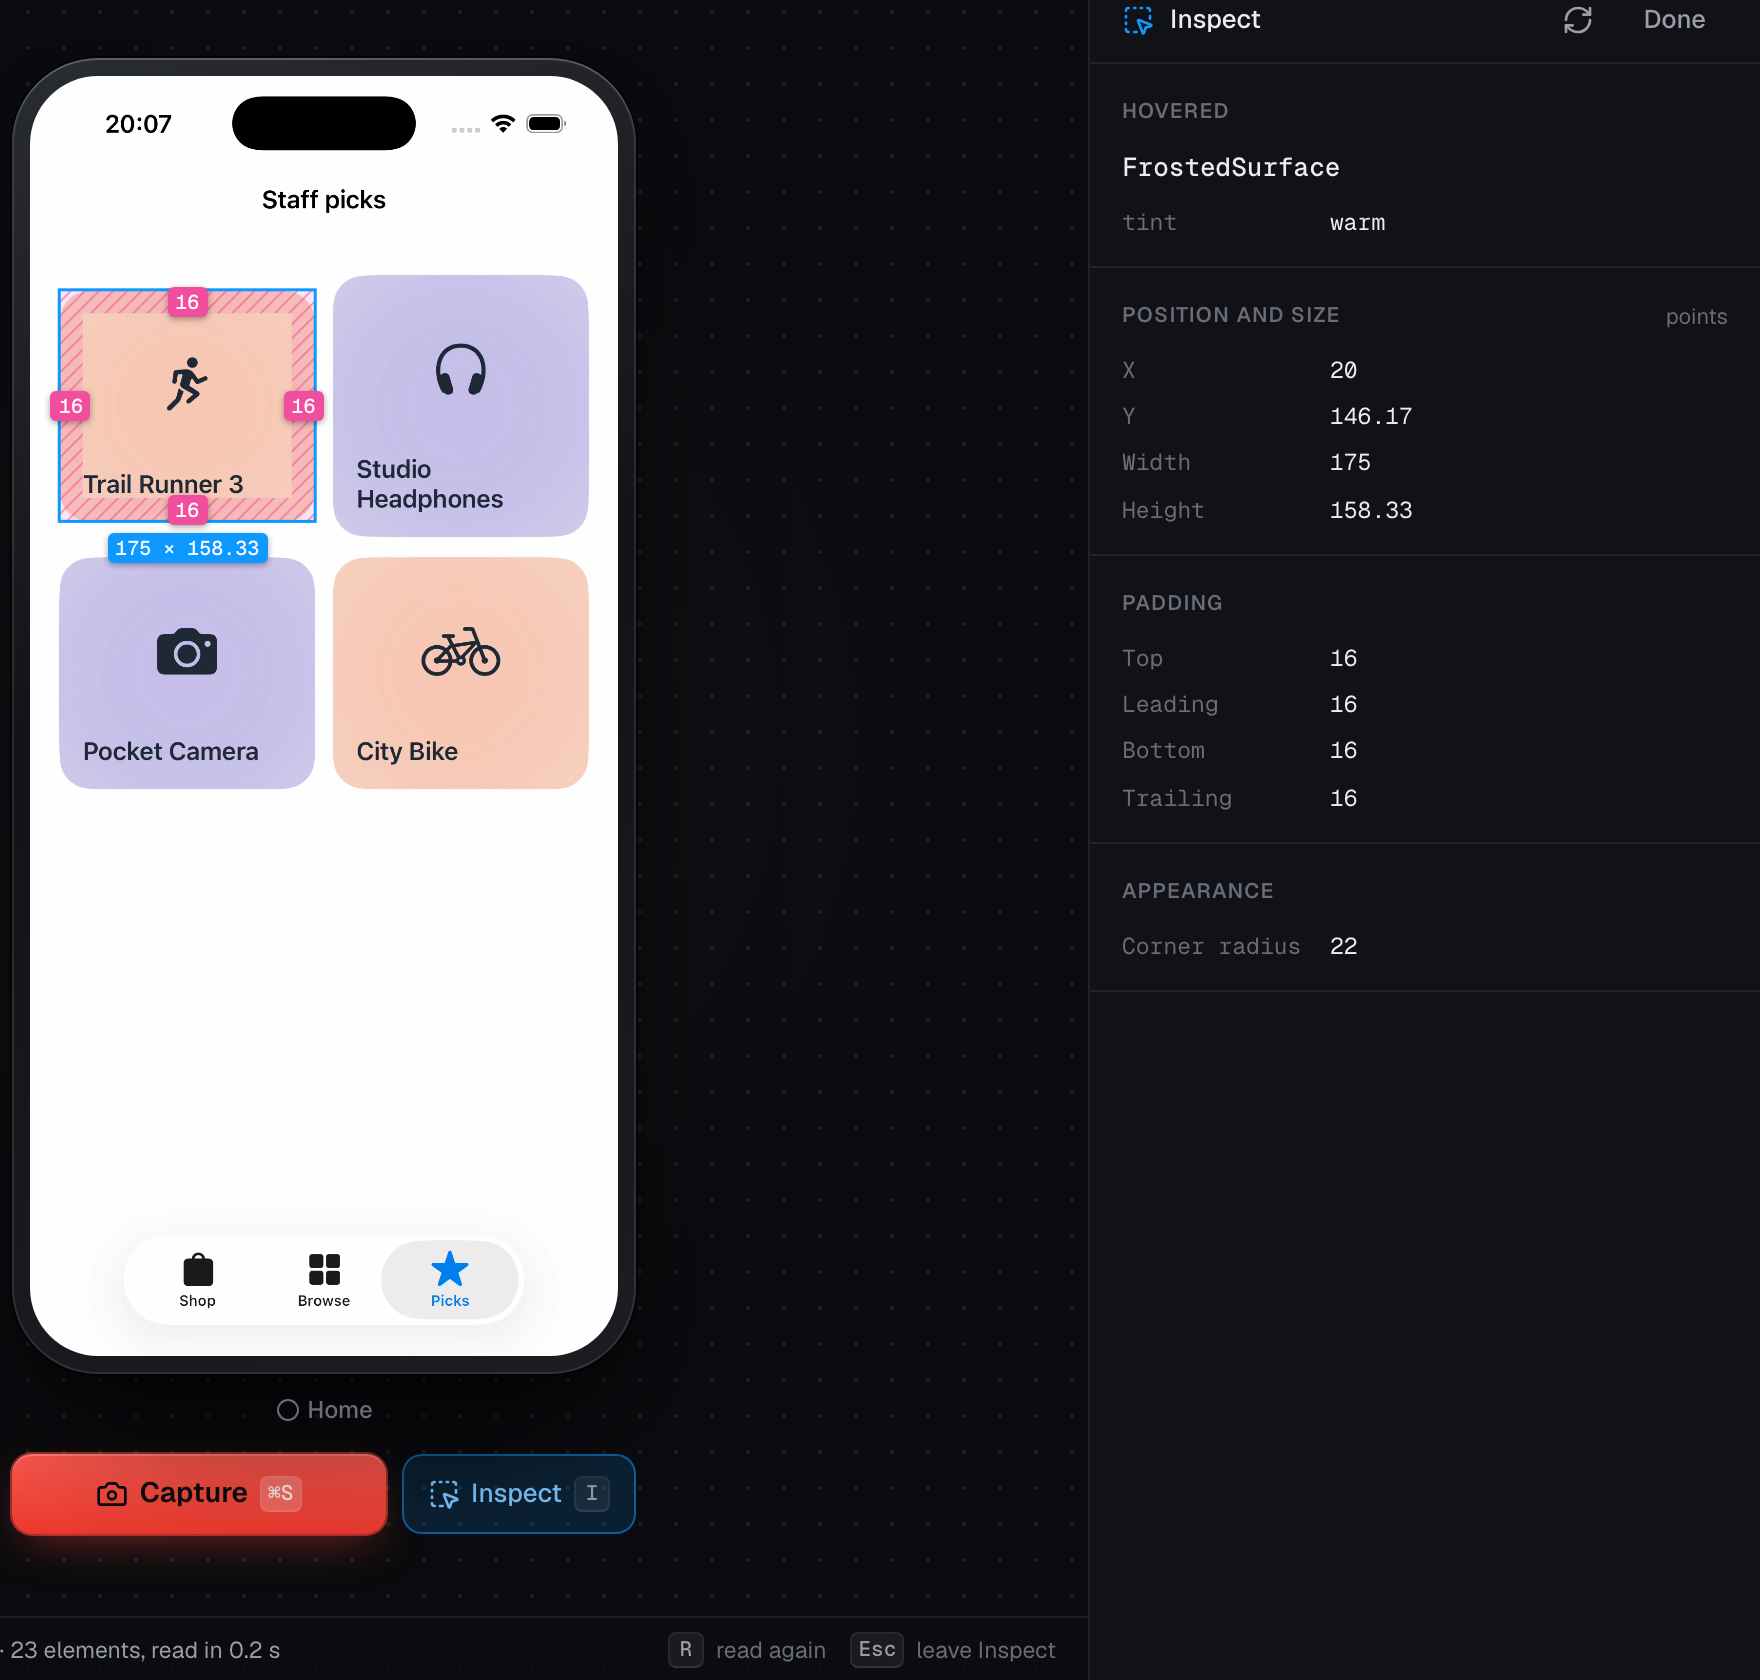 Inspect
Done
20:07
Staff picks
16
16
16
Trail Runner 3
16
175 × 158.33
Studio
Headphones
Pocket Camera
City Bike
Shop
Browse
Picks
Home
Capture ⌘S
Inspect I
· 23 elements, read in 0.2 s
R read again
Esc leave Inspect
HOVERED
FrostedSurface
tint warm
POSITION AND SIZE points
X 20
Y 146.17
Width 175
Height 158.33
PADDING
Top 16
Leading 16
Bottom 16
Trailing 16
APPEARANCE
Corner radius 22